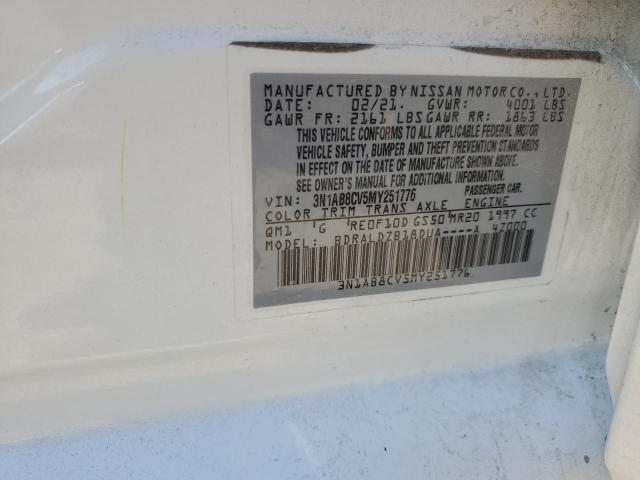 MANUFACTURED BY NISSAN MOTOR CO., LTD.
DATE: 02/21. GVWR: 4001 LBS
GAWR FR: 2161 LBS GAWR RR: 1863 LBS
THIS VEHICLE CONFORMS TO ALL APPLICABLE FEDERAL MOTOR
VEHICLE SAFETY, BUMPER AND THEFT PREVENTION STANDARDS
IN EFFECT ON THE DATE OF MANUFACTURE SHOWN ABOVE.
SEE OWNER'S MANUAL FOR ADDITIONAL INFORMATION.
VIN: 3N1AB8CV5MY251776 PASSENGER CAR.
COLOR TRIM TRANS AXLE ENGINE
QM1 'G 'RE0F10D GS50 MR20 1997 CC
MODEL: BDRALDZB18DUA----A 4Z000
3N1AB8CV5MY251776